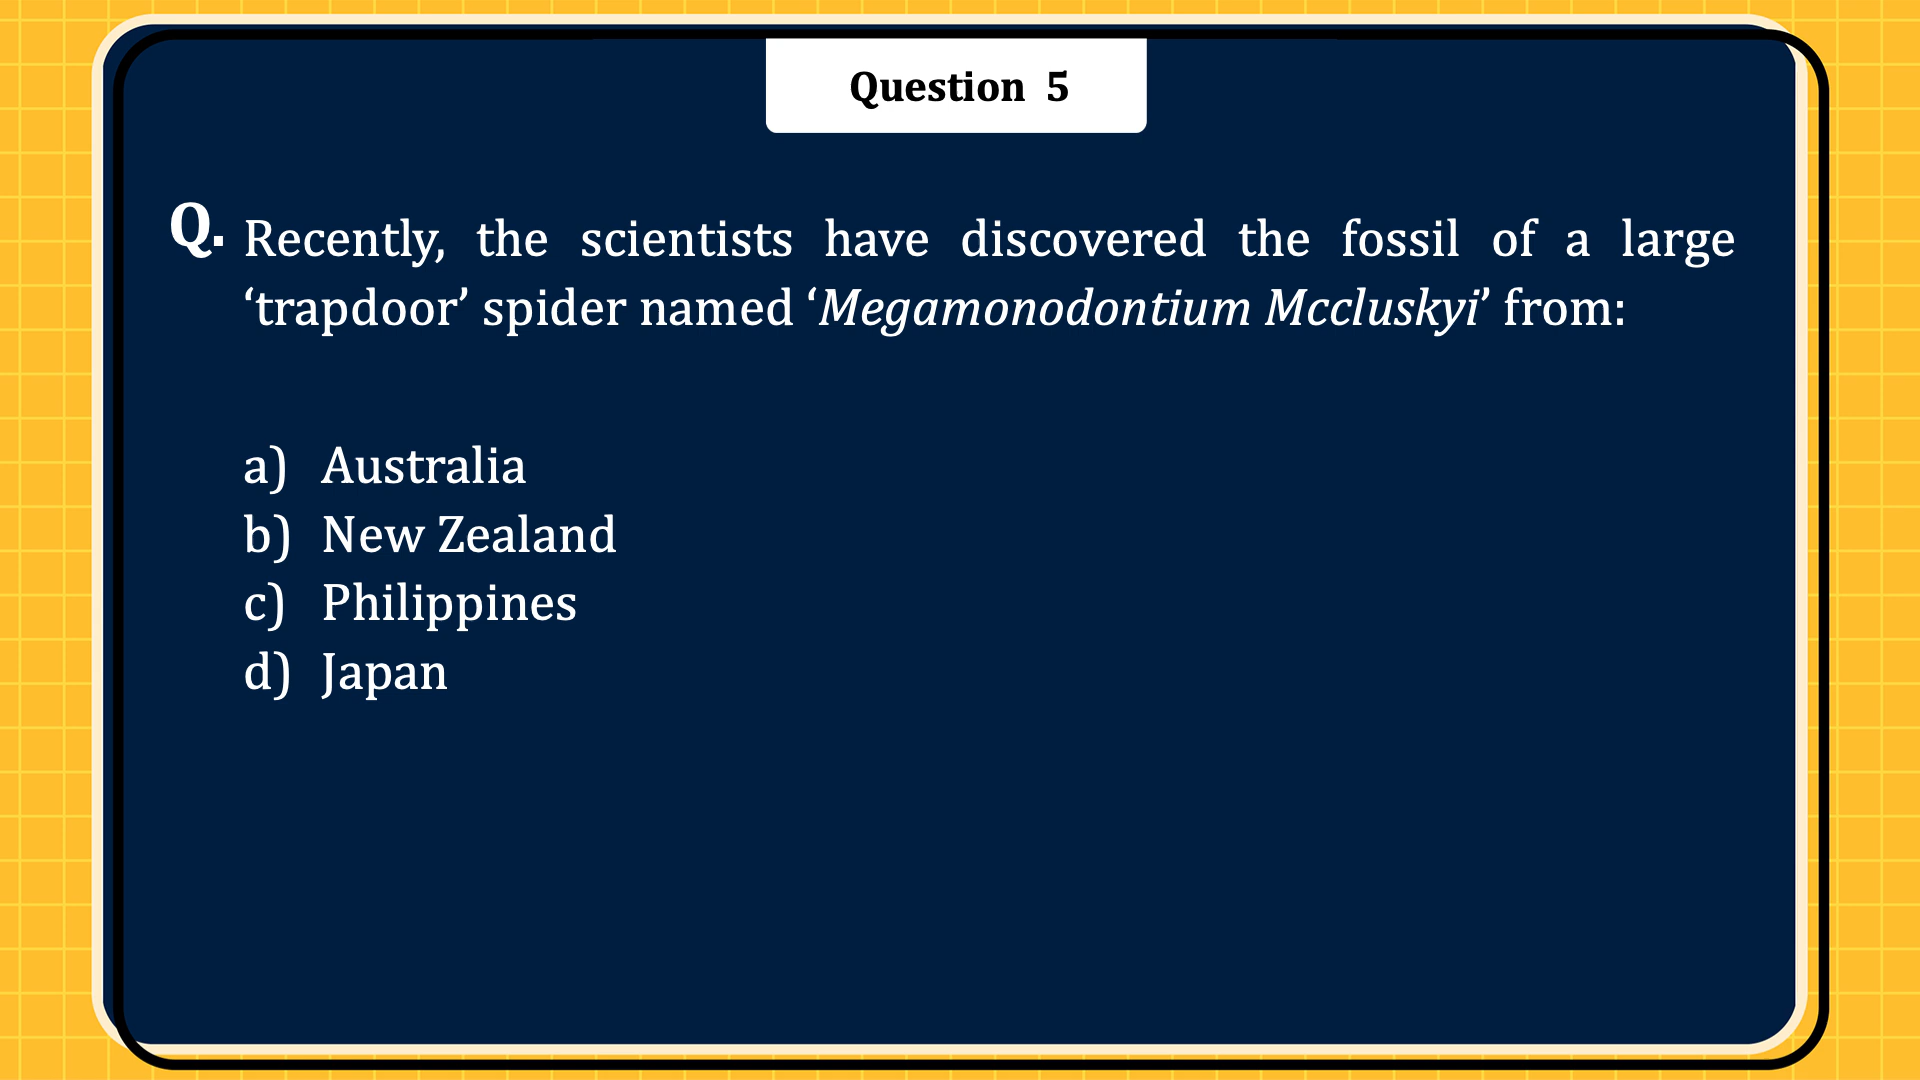 Question 5
Q. Recently, the scientists have discovered the fossil of a large
‘trapdoor’ spider named ‘Megamonodontium Mccluskyi’ from:
a) Australia
b) New Zealand
c) Philippines
d) Japan